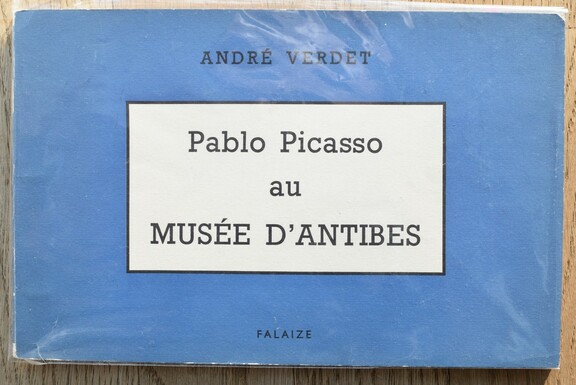 ANDRÉ VERDET
Pablo Picasso
au
MUSÉE D'ANTIBES
FALAIZE